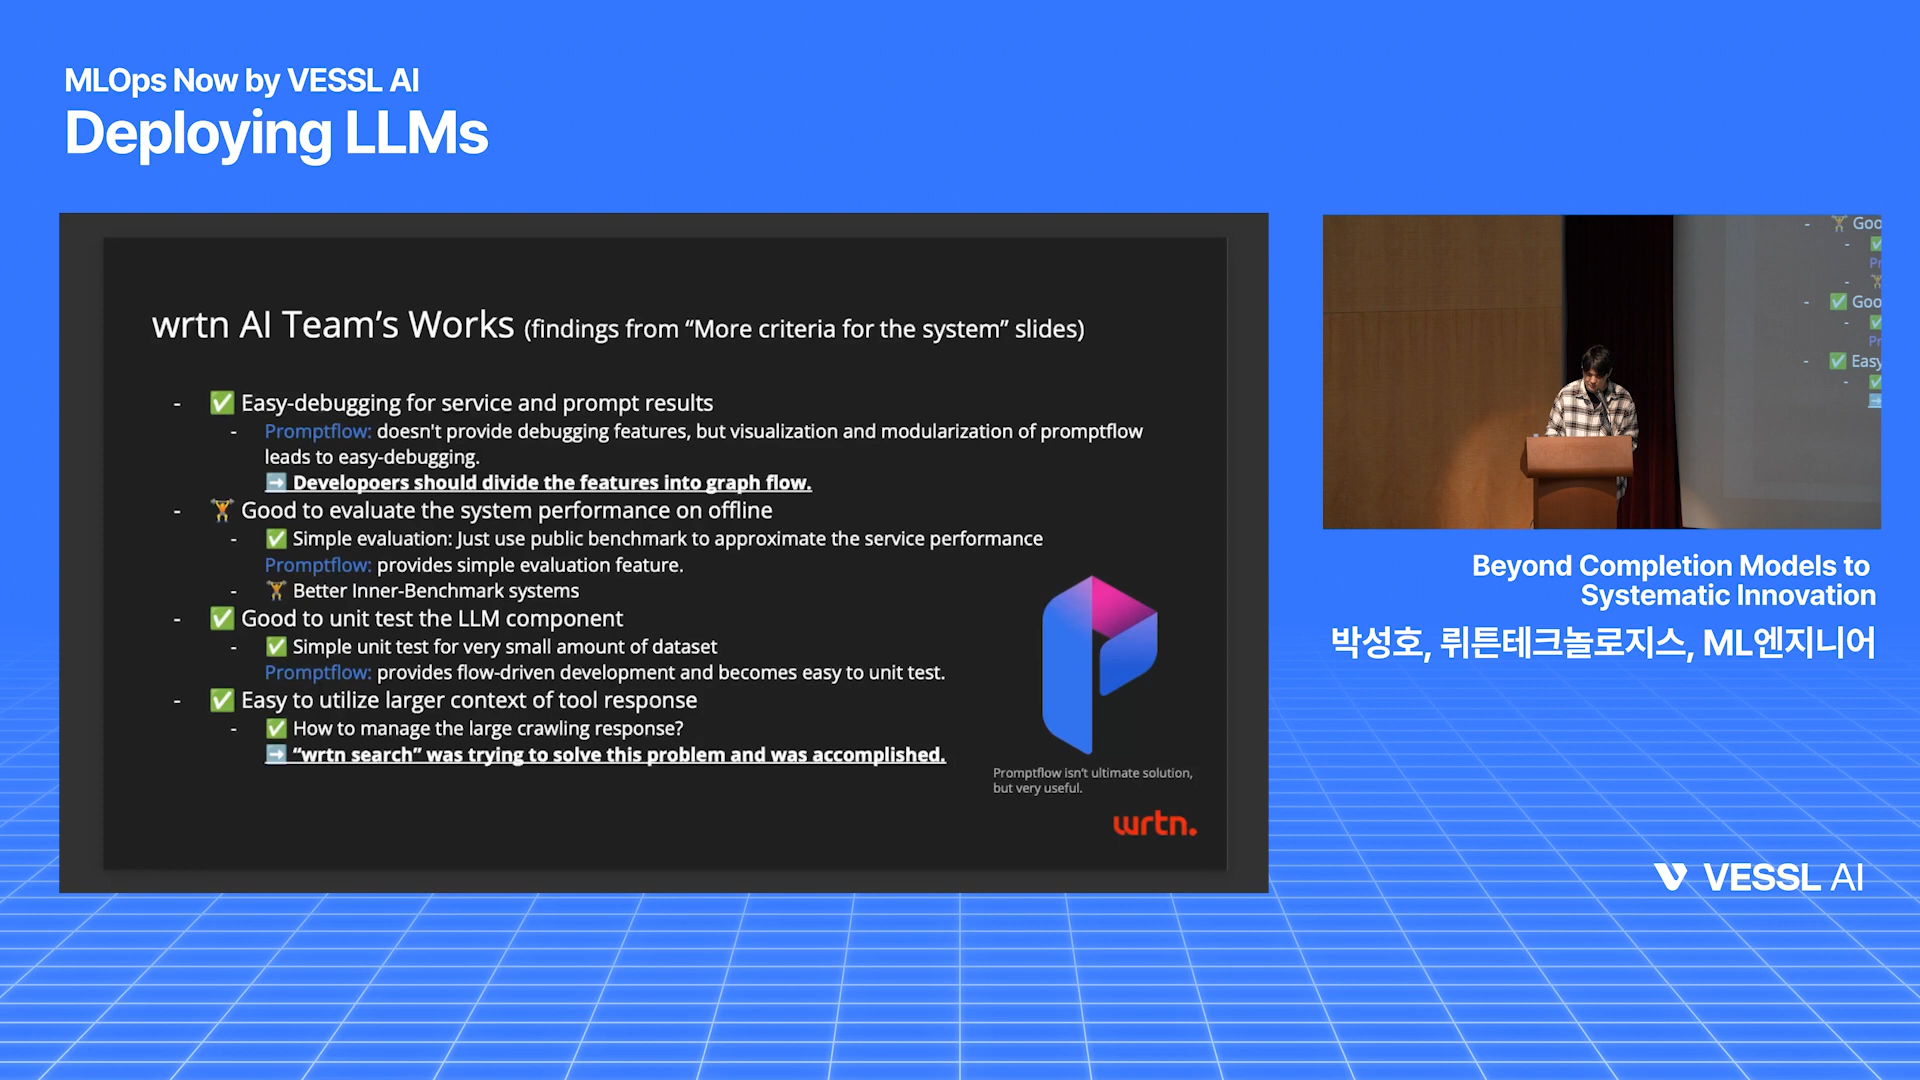 MLOps Now by VESSL AI
Deploying LLMs
wrtn AI Team's Works (findings from “More criteria for the system” slides)
- ✅ Easy-debugging for service and prompt results
- Promptflow: doesn't provide debugging features, but visualization and modularization of promptflow
leads to easy-debugging.
➡️ Developoers should divide the features into graph flow.
- 🏋️ Good to evaluate the system performance on offline
- ✅ Simple evaluation: Just use public benchmark to approximate the service performance
Promptflow: provides simple evaluation feature.
- 🏋️ Better Inner-Benchmark systems
- ✅ Good to unit test the LLM component
- ✅ Simple unit test for very small amount of dataset
Promptflow: provides flow-driven development and becomes easy to unit test.
- ✅ Easy to utilize larger context of tool response
- ✅ How to manage the large crawling response?
➡️ “wrtn search” was trying to solve this problem and was accomplished.
Promptflow isn't ultimate solution,
but very useful.
wrtn.
- 🏋️ Goo
- ✅
Pr
- 🏋️
- ✅ Goo
- ✅
Pr
- ✅ Easy
- ✅
➡️
Beyond Completion Models to
Systematic Innovation
박성호, 뤼튼테크놀로지스, ML엔지니어
VESSL AI